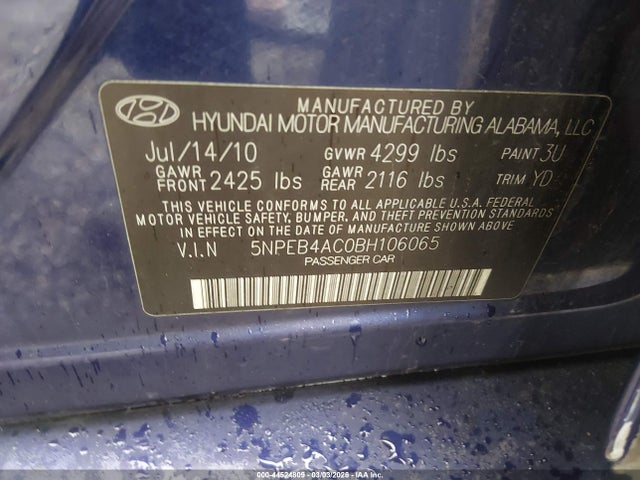 MANUFACTURED BY
HYUNDAI MOTOR MANUFACTURING ALABAMA, LLC
Jul/14/10 GVWR 4299 lbs PAINT 3U
GAWR FRONT 2425 lbs GAWR REAR 2116 lbs TRIM YD
THIS VEHICLE CONFORMS TO ALL APPLICABLE U.S.A. FEDERAL
MOTOR VEHICLE SAFETY, BUMPER, AND THEFT PREVENTION STANDARDS
IN EFFECT ON THE DATE OF MANUFACTURE SHOWN ABOVE
V.I.N 5NPEB4AC0BH106065
PASSENGER CAR
000-44524805 - 03/03/2026 - IAA Inc.